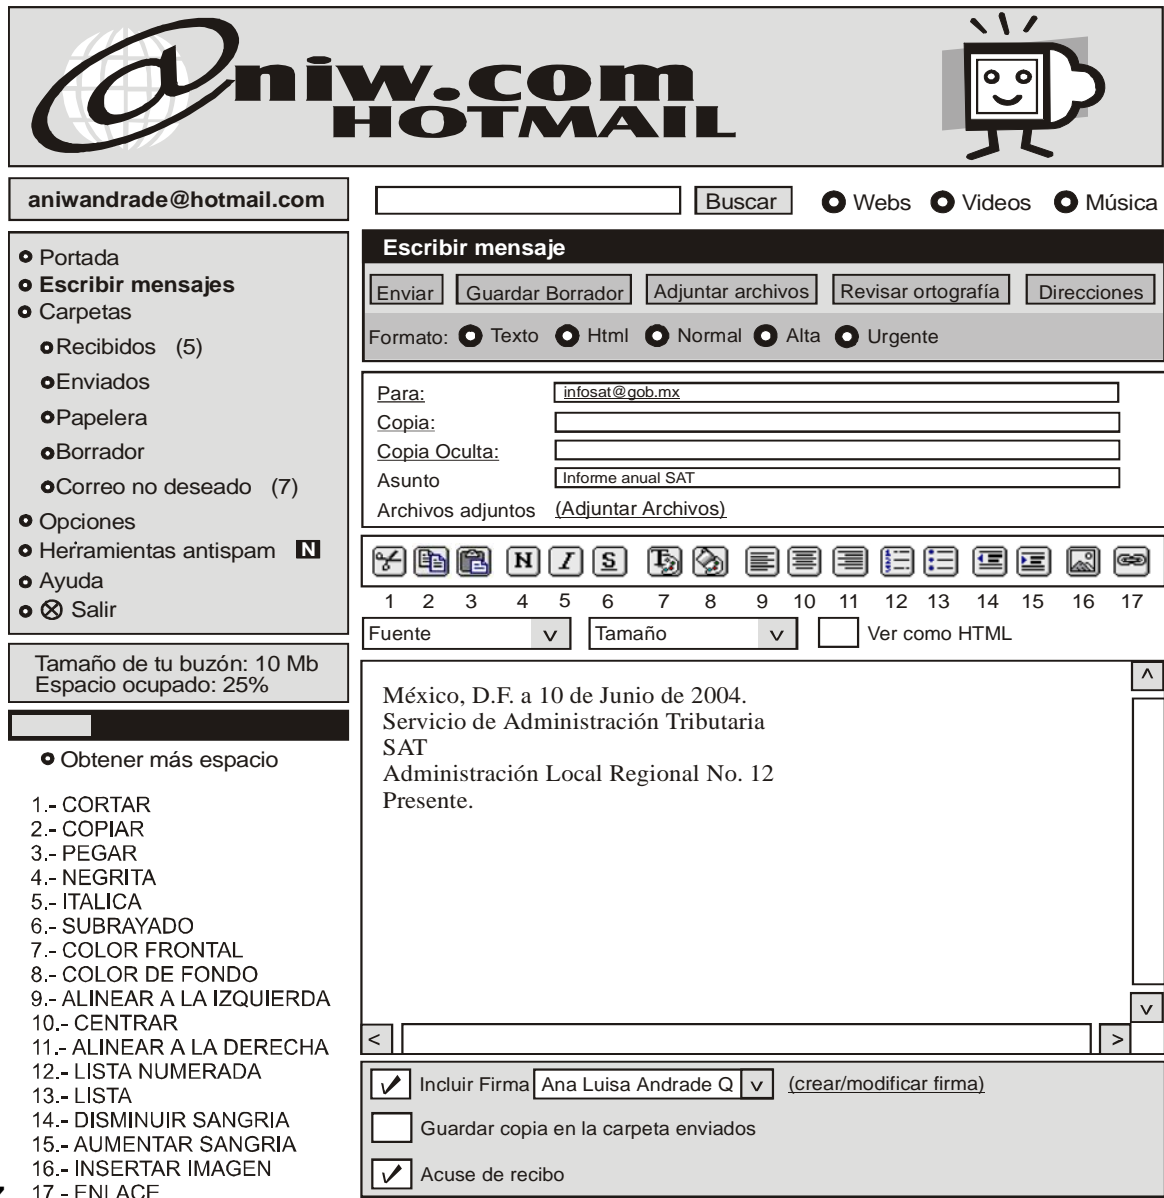 @niw.com
HOTMAIL
aniwandrade@hotmail.com
Buscar Webs Videos Música
Portada
Escribir mensajes
Carpetas
Recibidos (5)
Enviados
Papelera
Borrador
Correo no deseado (7)
Opciones
Herramientas antispam N
Ayuda
Salir
Tamaño de tu buzón: 10 Mb
Espacio ocupado: 25%
Obtener más espacio
1.- CORTAR
2.- COPIAR
3.- PEGAR
4.- NEGRITA
5.- ITALICA
6.- SUBRAYADO
7.- COLOR FRONTAL
8.- COLOR DE FONDO
9.- ALINEAR A LA IZQUIERDA
10.- CENTRAR
11.- ALINEAR A LA DERECHA
12.- LISTA NUMERADA
13.- LISTA
14.- DISMINUIR SANGRIA
15.- AUMENTAR SANGRIA
16.- INSERTAR IMAGEN
17.- ENLACE
Escribir mensaje
Enviar Guardar Borrador Adjuntar archivos Revisar ortografía Direcciones
Formato: Texto Html Normal Alta Urgente
Para: infosat@gob.mx
Copia:
Copia Oculta:
Asunto Informe anual SAT
Archivos adjuntos (Adjuntar Archivos)
N I S T
1 2 3 4 5 6 7 8 9 10 11 12 13 14 15 16 17
Fuente v Tamaño v Ver como HTML
México, D.F. a 10 de Junio de 2004.
Servicio de Administración Tributaria
SAT
Administración Local Regional No. 12
Presente.
Incluir Firma Ana Luisa Andrade Q v (crear/modificar firma)
Guardar copia en la carpeta enviados
Acuse de recibo